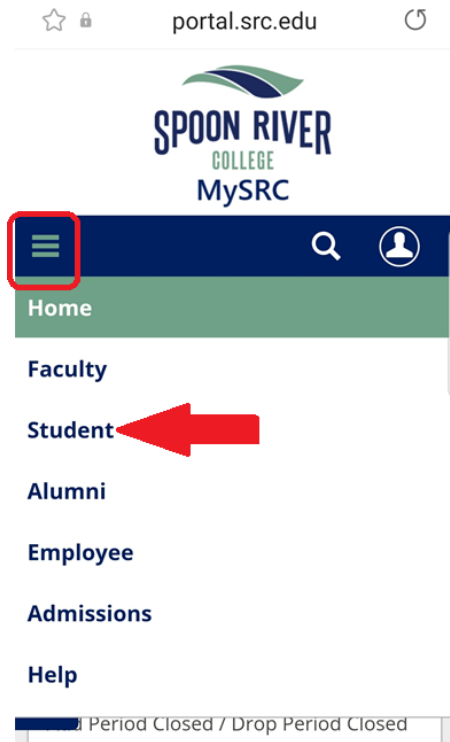 portal.src.edu
SPOON RIVER
COLLEGE
MySRC
Home
Faculty
Student
Alumni
Employee
Admissions
Help
Period Closed / Drop Period Closed